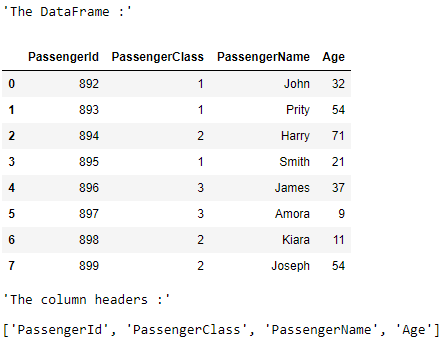 'The DataFrame :'
PassengerId PassengerClass PassengerName Age
0 892 1 John 32
1 893 1 Prity 54
2 894 2 Harry 71
3 895 1 Smith 21
4 896 3 James 37
5 897 3 Amora 9
6 898 2 Kiara 11
7 899 2 Joseph 54
'The column headers :'
['PassengerId', 'PassengerClass', 'PassengerName', 'Age']